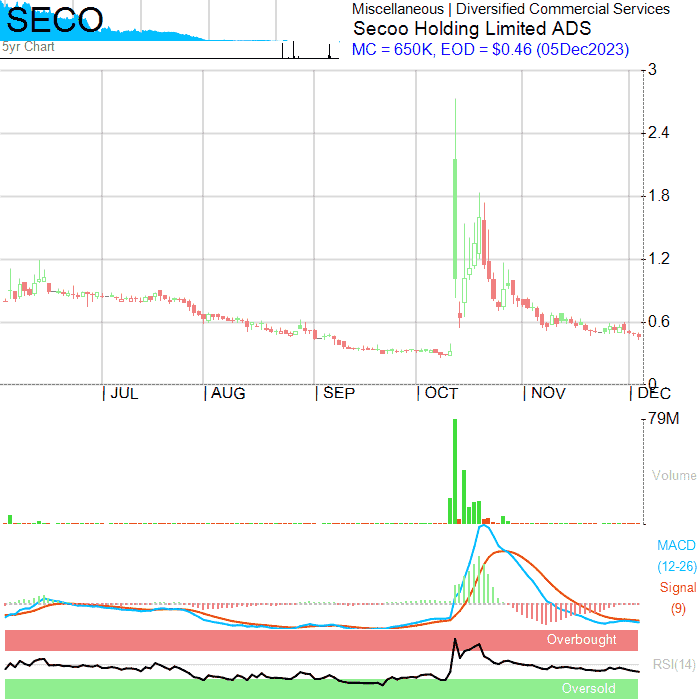 SECO
5yr Chart
Miscellaneous | Diversified Commercial Services
Secoo Holding Limited ADS
MC = 650K, EOD = $0.46 (05Dec2023)
3
2.4
1.8
1.2
0.6
0
JUL AUG SEP OCT NOV DEC
79M
Volume
MACD
(12-26)
Signal
(9)
Overbought
RSI(14)
Oversold